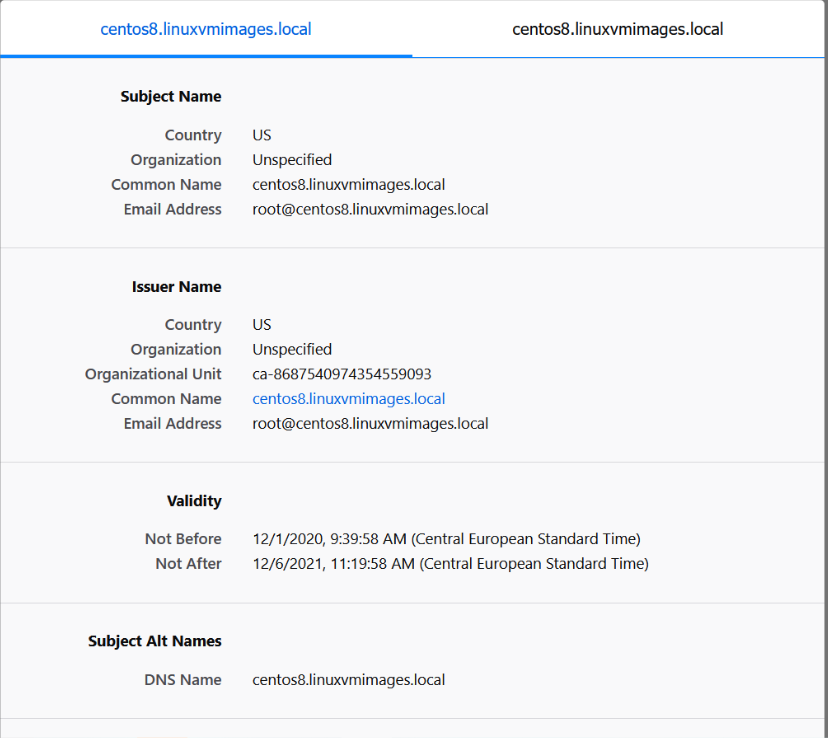 centos8.linuxvmimages.local centos8.linuxvmimages.local
Subject Name
Country US
Organization Unspecified
Common Name centos8.linuxvmimages.local
Email Address root@centos8.linuxvmimages.local
Issuer Name
Country US
Organization Unspecified
Organizational Unit ca-8687540974354559093
Common Name centos8.linuxvmimages.local
Email Address root@centos8.linuxvmimages.local
Validity
Not Before 12/1/2020, 9:39:58 AM (Central European Standard Time)
Not After 12/6/2021, 11:19:58 AM (Central European Standard Time)
Subject Alt Names
DNS Name centos8.linuxvmimages.local